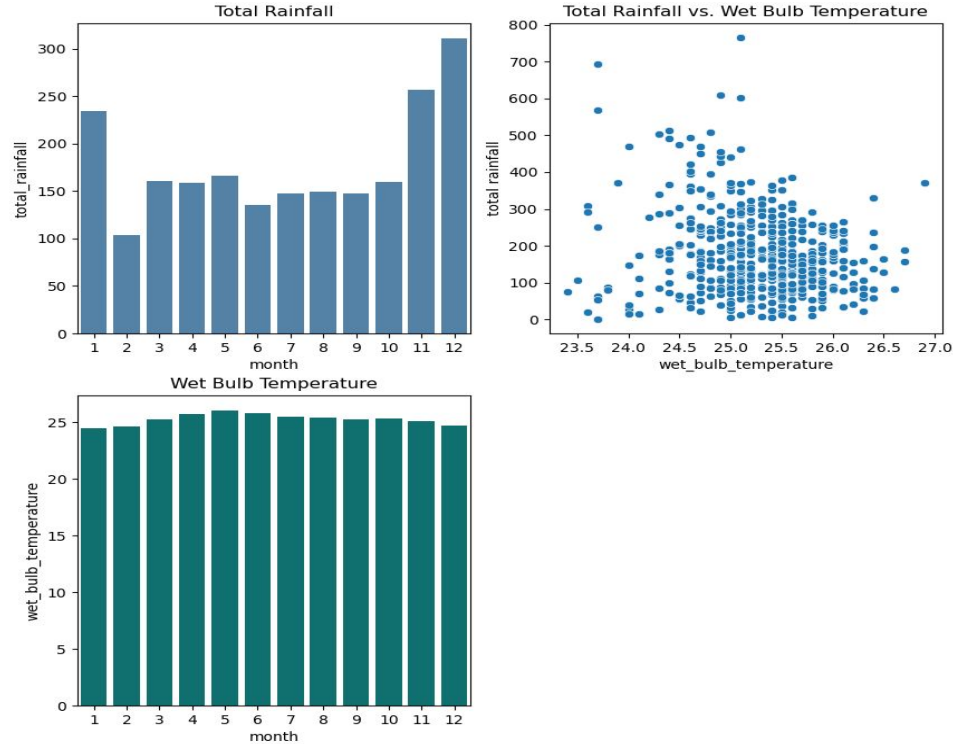 Total Rainfall
300
250
200
150
100
50
0
total_rainfall
1 2 3 4 5 6 7 8 9 10 11 12
month
Total Rainfall vs. Wet Bulb Temperature
800
700
600
500
400
300
200
100
0
total rainfall
23.5 24.0 24.5 25.0 25.5 26.0 26.5 27.0
wet_bulb_temperature
Wet Bulb Temperature
25
20
15
10
5
0
wet_bulb_temperature
1 2 3 4 5 6 7 8 9 10 11 12
month